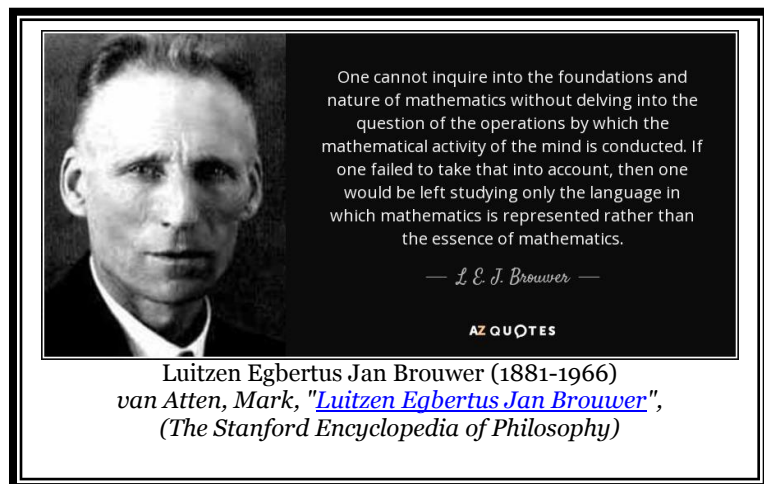 One cannot inquire into the foundations and
nature of mathematics without delving into the
question of the operations by which the
mathematical activity of the mind is conducted. If
one failed to take that into account, then one
would be left studying only the language in
which mathematics is represented rather than
the essence of mathematics.
— L. E. J. Brouwer —
AZ QUOTES
Luitzen Egbertus Jan Brouwer (1881-1966)
van Atten, Mark, "Luitzen Egbertus Jan Brouwer",
(The Stanford Encyclopedia of Philosophy)